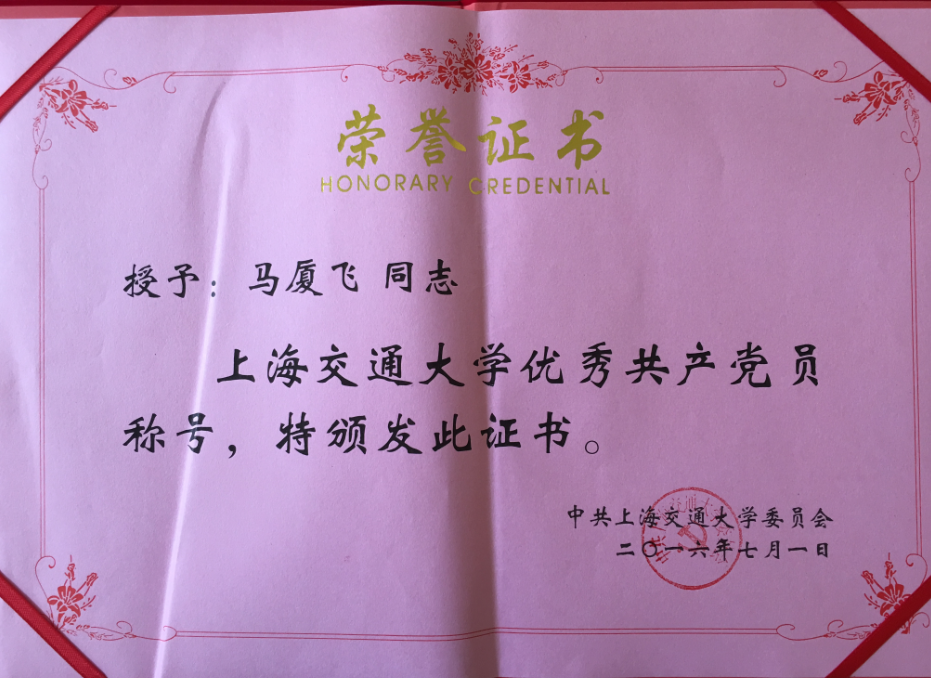 荣誉证书
HONORARY CREDENTIAL
授予：马厦飞 同志
上海交通大学优秀共产党员
称号，特颁发此证书。
中共上海交通大学委员会
二〇一六年七月一日